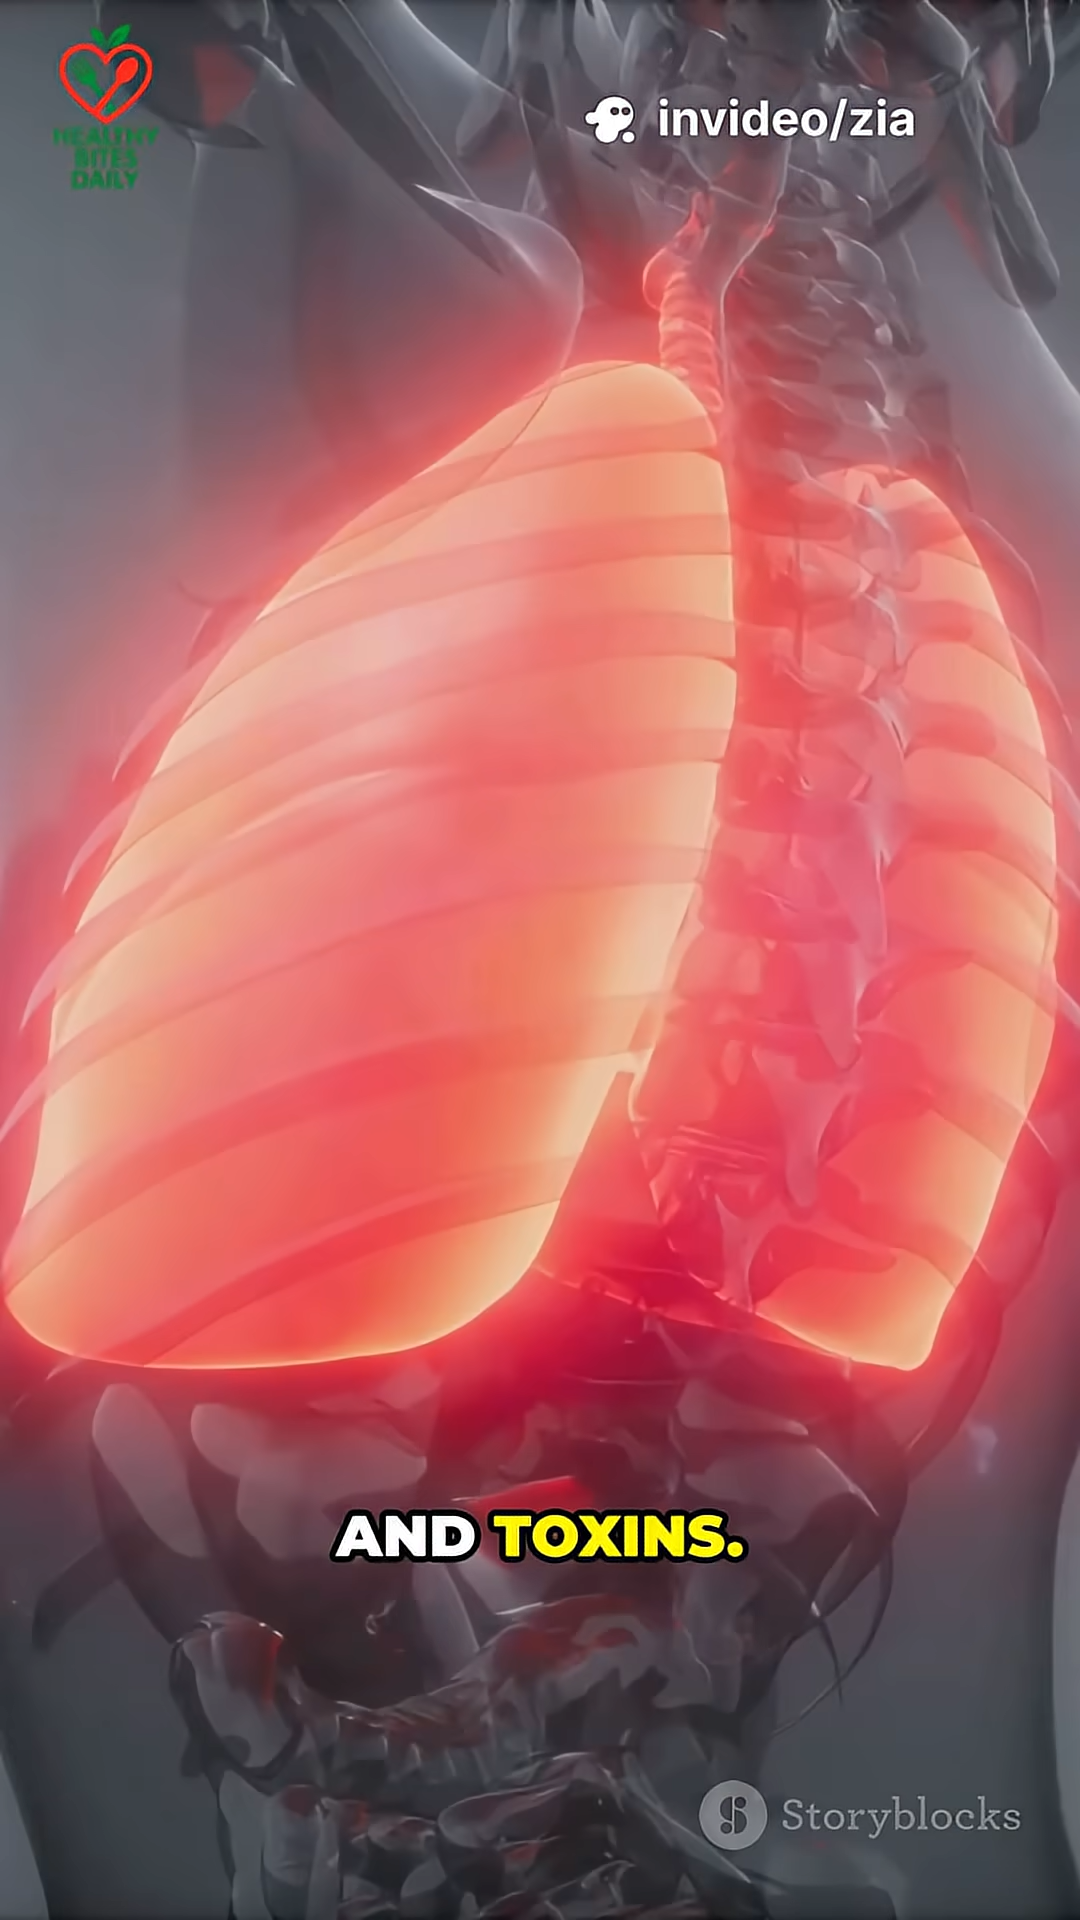 HEALTHY
BITES
DAILY
invideo/zia
AND TOXINS.
Storyblocks